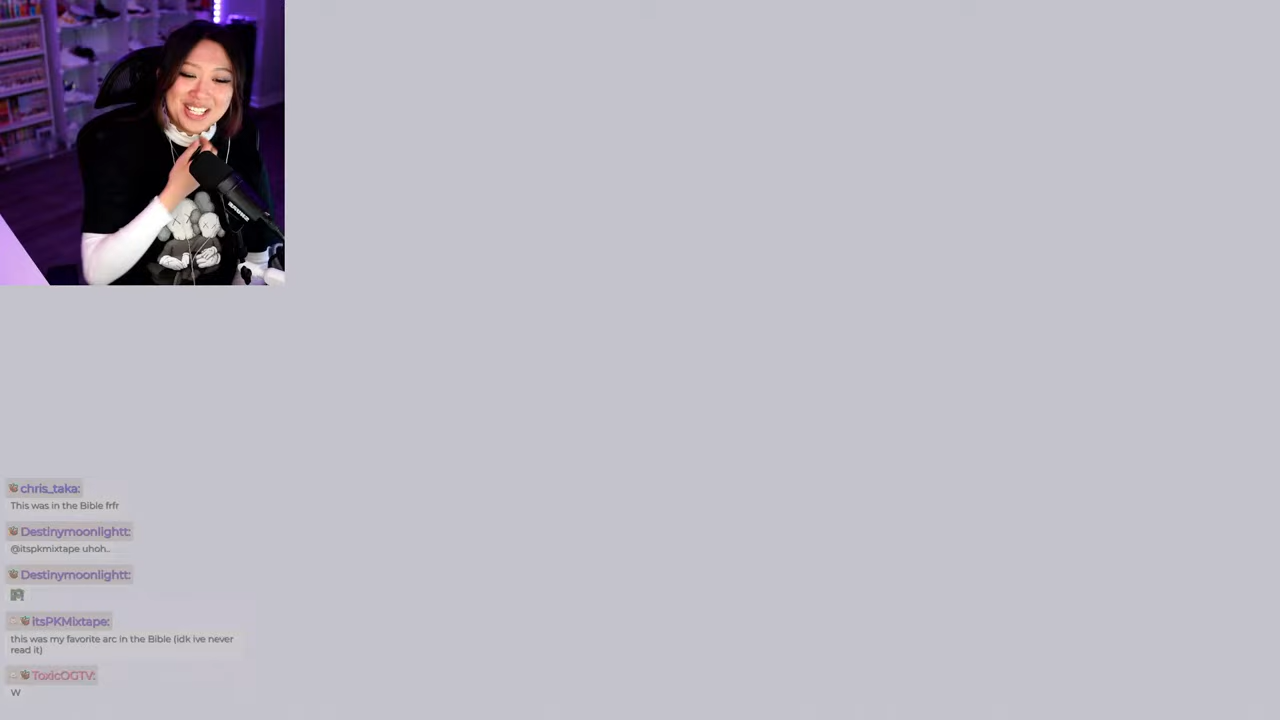 chris_taka:
This was in the Bible frfr
Destinymoonlightt:
@itspkmixtape uhoh..
Destinymoonlightt:
itsPKMixtape:
this was my favorite arc in the Bible (idk ive never
read it)
ToxicOGTV:
W